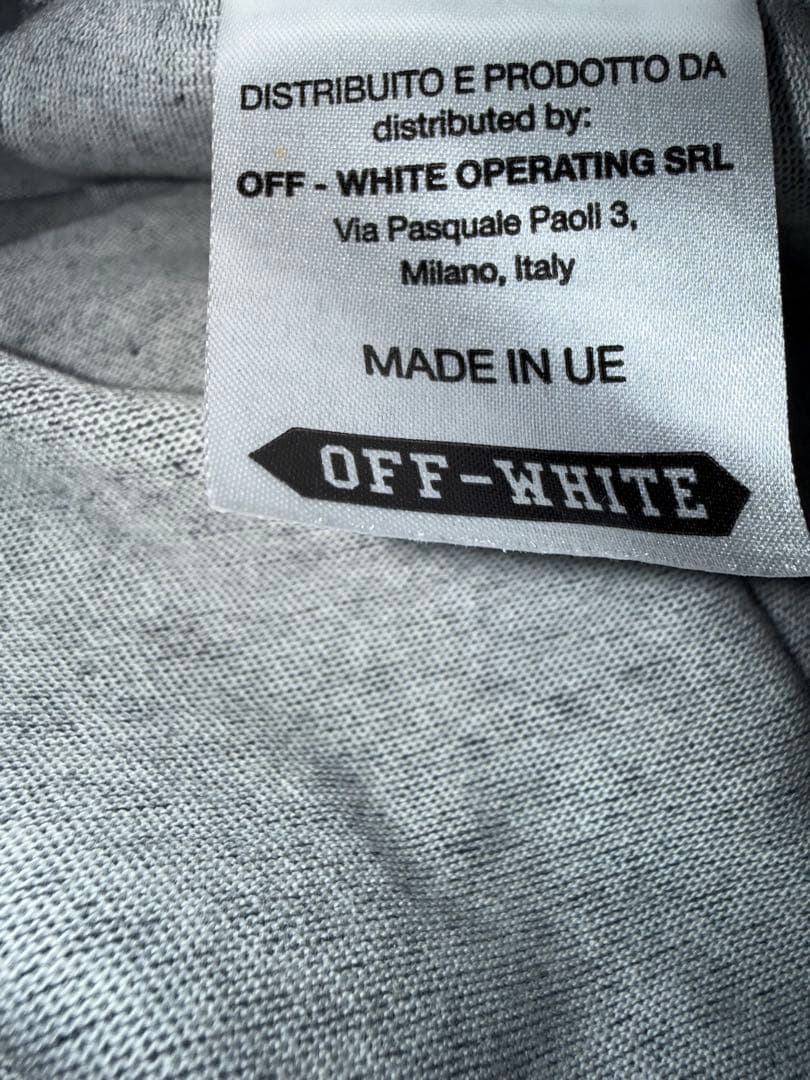 DISTRIBUITO E PRODOTTO DA
distributed by:
OFF - WHITE OPERATING SRL
Via Pasquale Paoli 3,
Milano, Italy
MADE IN UE
OFF-WHITE